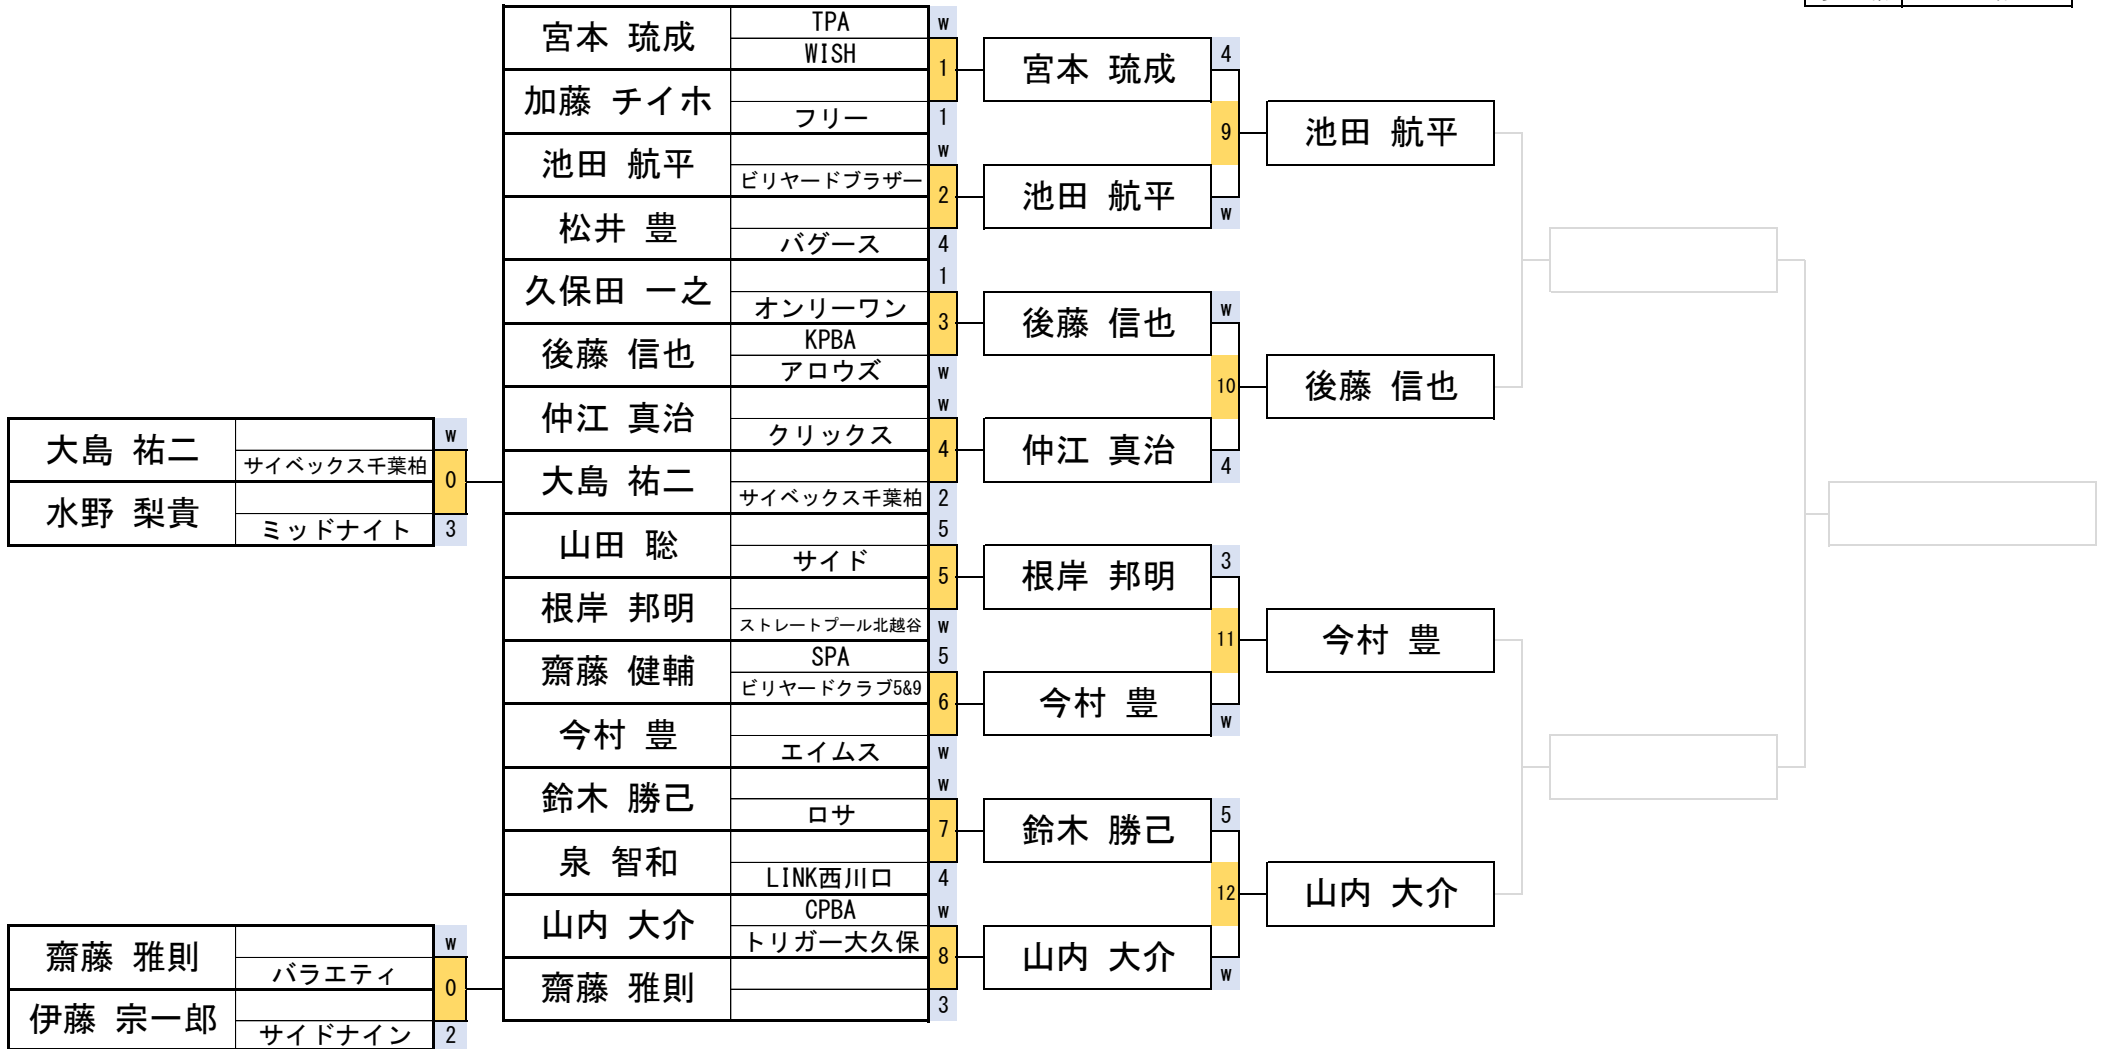 大島 祐二
w
サイベックス千葉柏
0
水野 梨貴
ミッドナイト
3
齋藤 雅則
w
バラエティ
0
伊藤 宗一郎
サイドナイン
2
宮本 琉成
TPA
w
WISH
1
加藤 チイホ
フリー
1
池田 航平
w
ビリヤードブラザー
2
松井 豊
バグース
4
久保田 一之
1
オンリーワン
3
後藤 信也
KPBA
アロウズ
w
仲江 真治
w
クリックス
4
大島 祐二
サイベックス千葉柏
2
山田 聡
5
サイド
5
根岸 邦明
ストレートプール北越谷
w
齋藤 健輔
SPA
5
ビリヤードクラブ5&9
6
今村 豊
エイムス
w
鈴木 勝己
w
ロサ
7
泉 智和
LINK西川口
4
山内 大介
CPBA
w
トリガー大久保
8
齋藤 雅則
3
宮本 琉成
4
9
池田 航平
w
後藤 信也
w
10
仲江 真治
4
根岸 邦明
3
11
今村 豊
w
鈴木 勝己
5
12
山内 大介
w
池田 航平
後藤 信也
今村 豊
山内 大介